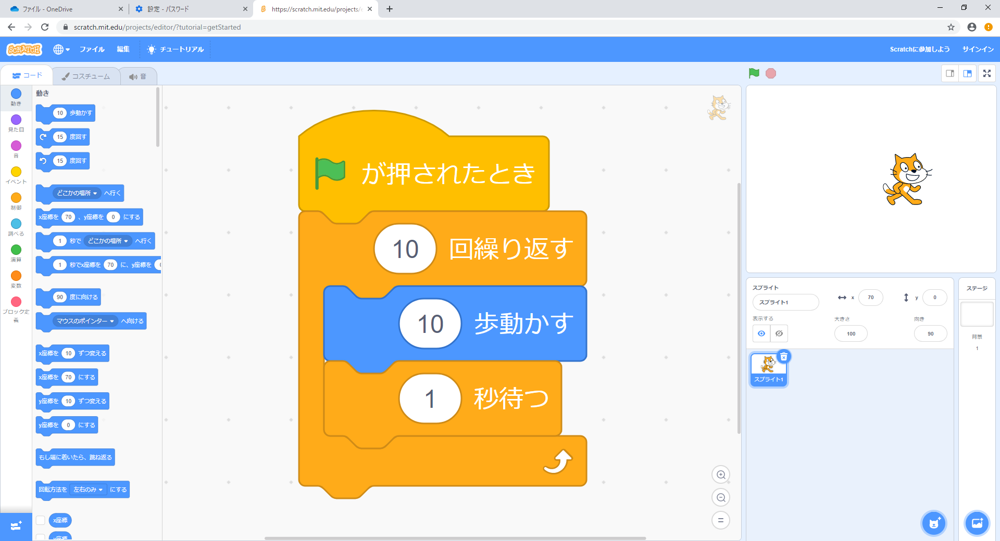 ファイル - OneDrive
設定 - パスワード
https://scratch.mit.edu/projects/e
scratch.mit.edu/projects/editor/?tutorial=getStarted
SCRATCH
ファイル
編集
チュートリアル
Scratchに参加しよう
サインイン
コード
コスチューム
音
動き
見た目
音
イベント
制御
調べる
演算
変数
ブロック定
義
動き
10 歩動かす
15 度回す
15 度回す
どこかの場所 へ行く
x座標を 70 、y座標を 0 にする
1 秒で どこかの場所 へ行く
1 秒でx座標を 70 に、y座標を
90 度に向ける
マウスのポインター へ向ける
x座標を 10 ずつ変える
x座標を 70 にする
y座標を 10 ずつ変える
y座標を 0 にする
もし端に着いたら、跳ね返る
回転方法を 左右のみ にする
x座標
y座標
が押されたとき
10 回繰り返す
10 歩動かす
1 秒待つ
スプライト
スプライト1
x 70
y 0
表示する
大きさ
100
向き
90
スプライト1
ステージ
背景
1